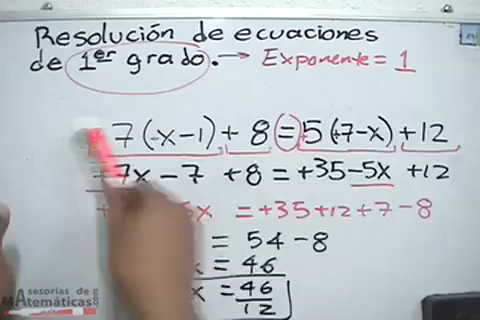 Resolución de ecuaciones
de 1er grado. → Exponente = 1
7(-x-1)+8=5(+7-x)+12
+7x-7 +8=+35-5x +12
5x =+35+12+7-8
= 54-8
x = 46
x = 46/12
Asesorías de
Matemáticas.com